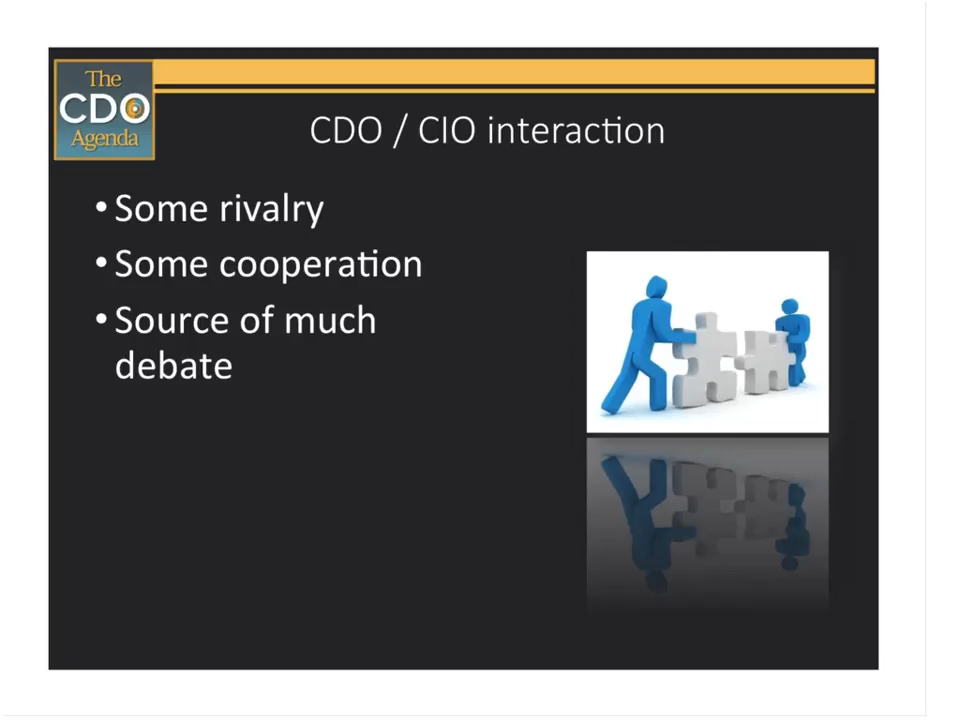 The
CDO
Agenda
CDO / CIO interaction
• Some rivalry
• Some cooperation
• Source of much
debate